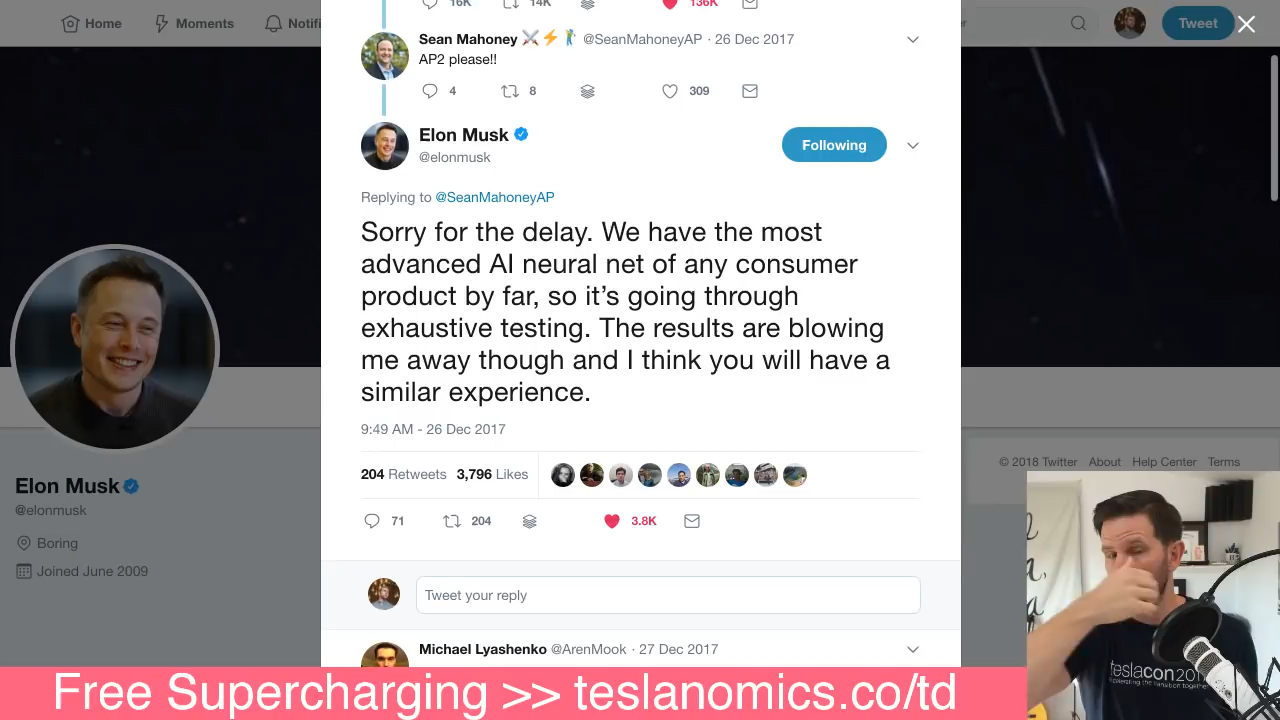 Home
Moments
Notifi
er
Tweet
16K 14K 136K
Sean Mahoney @SeanMahoneyAP · 26 Dec 2017
AP2 please!!
4 8 309
Elon Musk
@elonmusk
Following
Replying to @SeanMahoneyAP
Sorry for the delay. We have the most
advanced AI neural net of any consumer
product by far, so it’s going through
exhaustive testing. The results are blowing
me away though and I think you will have a
similar experience.
9:49 AM - 26 Dec 2017
204 Retweets 3,796 Likes
71 204 3.8K
Tweet your reply
Michael Lyashenko @ArenMook · 27 Dec 2017
Elon Musk
@elonmusk
Boring
Joined June 2009
© 2018 Twitter About Help Center Terms
teslacon201
Free Supercharging >> teslanomics.co/td